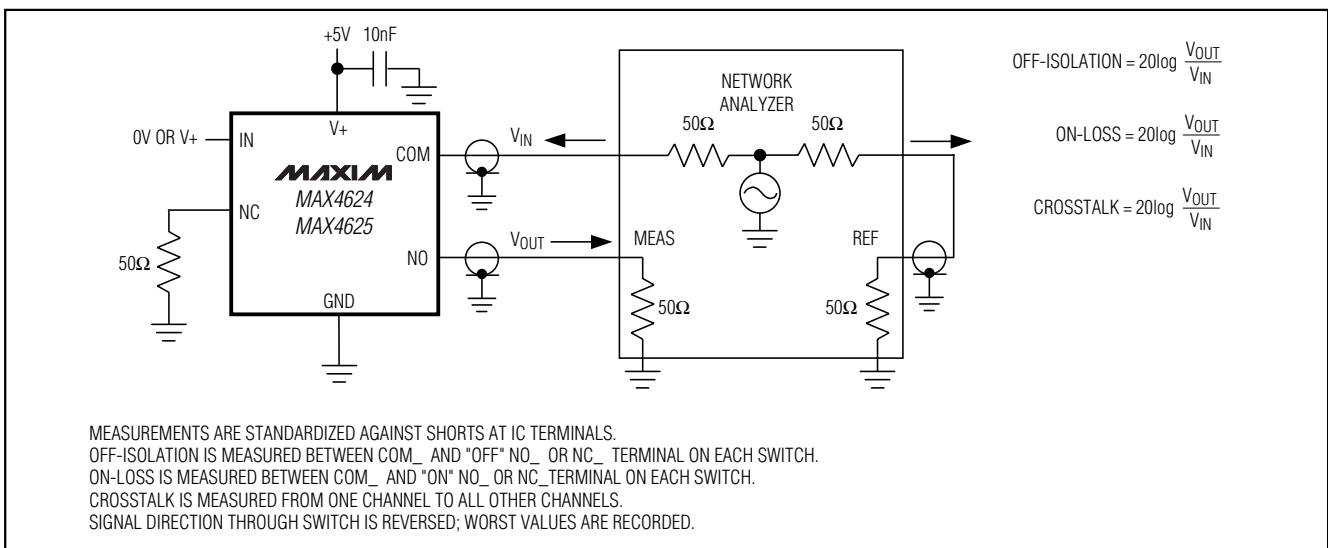 +5V 10nF
0V OR V+
IN
V+
COM
MAXIM
MAX4624
MAX4625
NC
NO
GND
50Ω
VIN
VOUT
NETWORK
ANALYZER
50Ω 50Ω
MEAS REF
50Ω 50Ω
OFF-ISOLATION = 20log VOUT/VIN
ON-LOSS = 20log VOUT/VIN
CROSSTALK = 20log VOUT/VIN
MEASUREMENTS ARE STANDARDIZED AGAINST SHORTS AT IC TERMINALS.
OFF-ISOLATION IS MEASURED BETWEEN COM_ AND "OFF" NO_ OR NC_ TERMINAL ON EACH SWITCH.
ON-LOSS IS MEASURED BETWEEN COM_ AND "ON" NO_ OR NC_TERMINAL ON EACH SWITCH.
CROSSTALK IS MEASURED FROM ONE CHANNEL TO ALL OTHER CHANNELS.
SIGNAL DIRECTION THROUGH SWITCH IS REVERSED; WORST VALUES ARE RECORDED.